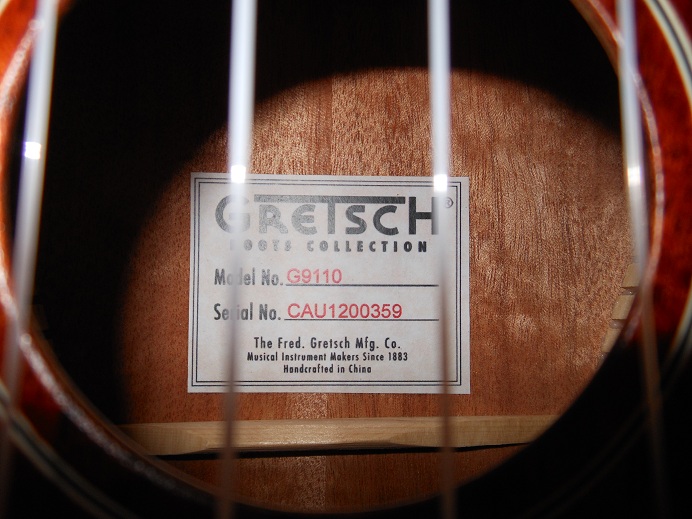 GRETSCH®
ROOTS COLLECTION
Model No. G9110
Serial No. CAU1200359
The Fred. Gretsch Mfg. Co.
Musical Instrument Makers Since 1883
Handcrafted in China